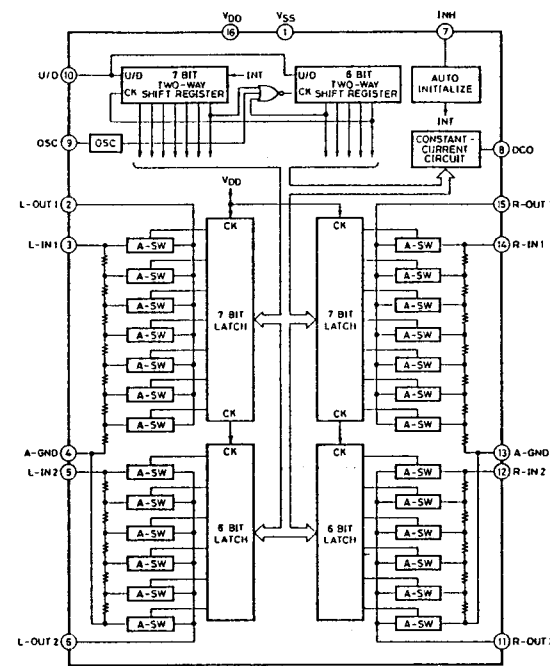 VDD VSS INH
16 1 7
U/D 10
U/D 7 BIT
TWO-WAY
CK SHIFT REGISTER
INT
U/D 6 BIT
TWO-WAY
CK SHIFT REGISTER
AUTO
INITIALIZE
INT
OSC 9 OSC
CONSTANT-
CURRENT
CIRCUIT
8 DCO
L-OUT 1 2
VDD
15 R-OUT 1
L-IN 1 3
14 R-IN 1
CK
CK
A-SW
A-SW
A-SW
A-SW
A-SW
A-SW
A-SW
7 BIT
LATCH
7 BIT
LATCH
A-SW
A-SW
A-SW
A-SW
A-SW
A-SW
A-SW
CK
CK
A-GND 4
13 A-GND
L-IN 2 5
12 R-IN 2
CK
CK
A-SW
A-SW
A-SW
A-SW
A-SW
A-SW
6 BIT
LATCH
6 BIT
LATCH
A-SW
A-SW
A-SW
A-SW
A-SW
A-SW
L-OUT 2 6
11 R-OUT 2